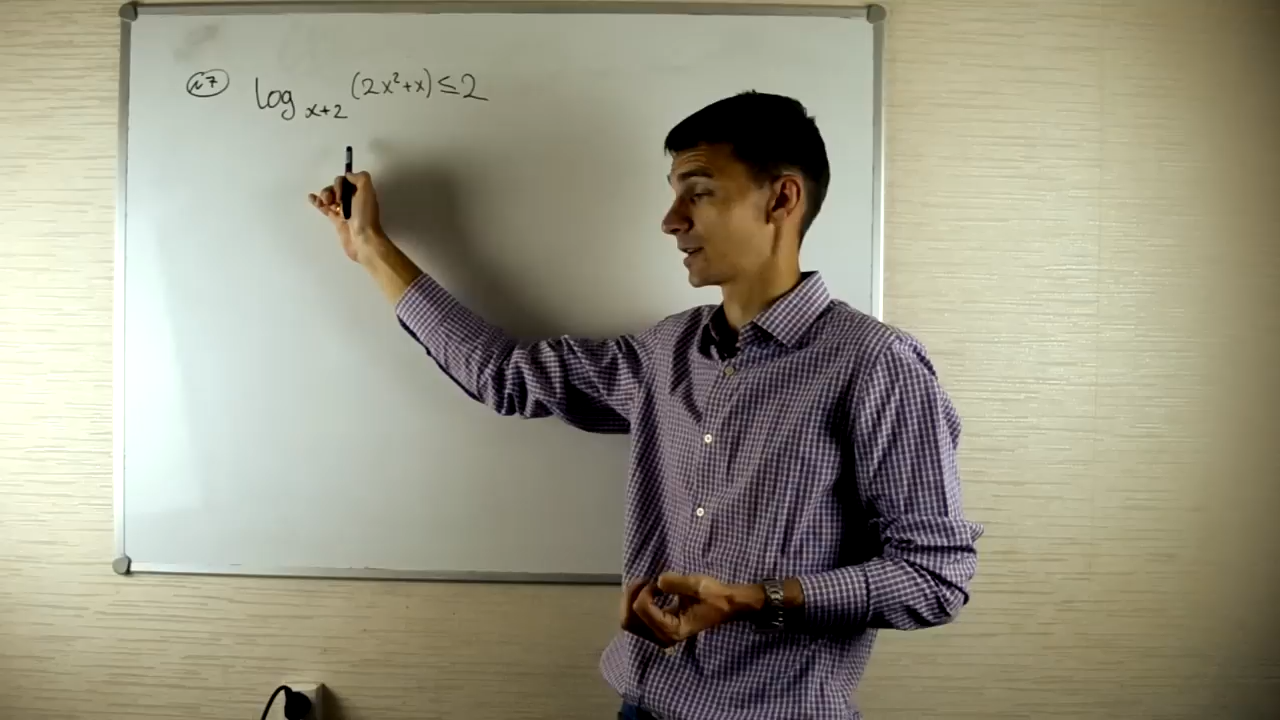 №7 log_{x+2} (2x²+x) ≤ 2